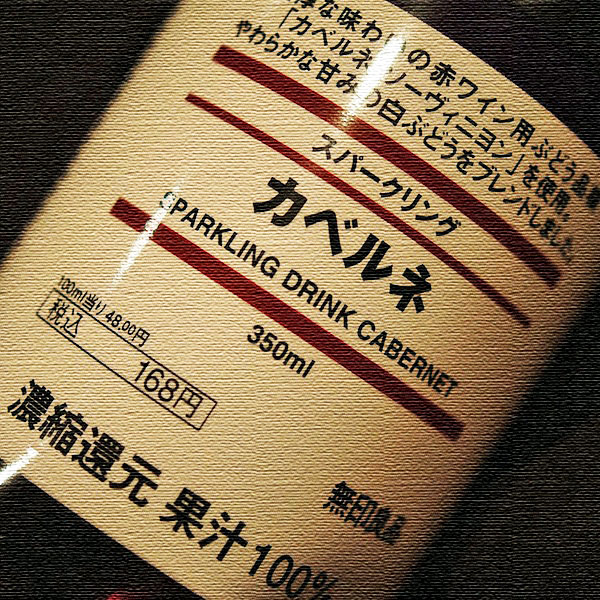 な味わいの赤ワイン用ぶどう品種
「カベルネ・ソーヴィニヨン」を使用。
やわらかな甘みの白ぶどうをブレンドしました。
スパークリング
カベルネ
SPARKLING DRINK CABERNET
350ml
100ml当り 48.00円
税込 168円
無印良品
濃縮還元 果汁100%